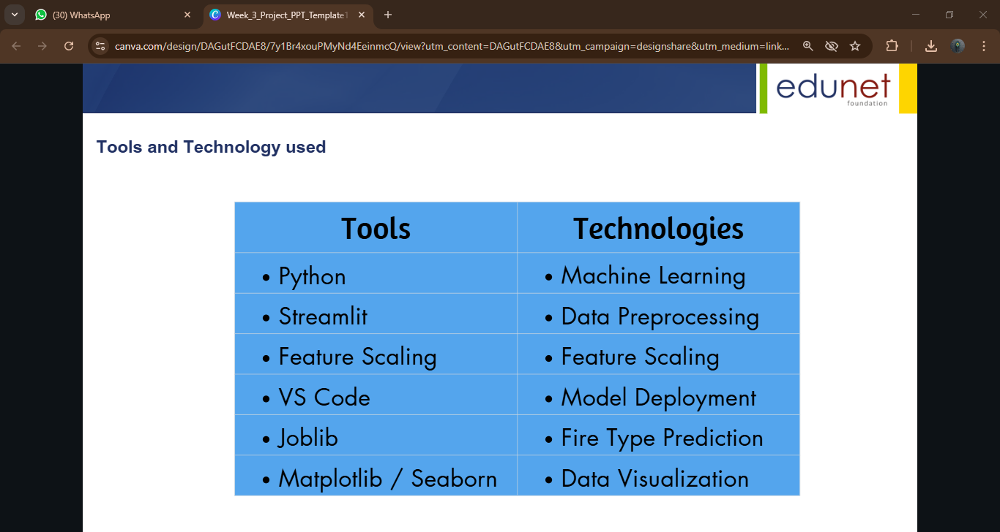 (30) WhatsApp
Week_3_Project_PPT_Template1
canva.com/design/DAGutFCDAE8/7y1Br4xouPMyNd4EeinmcQ/view?utm_content=DAGutFCDAE8&utm_campaign=designshare&utm_medium=link...
edunet
foundation
Tools and Technology used
Tools Technologies
• Python • Machine Learning
• Streamlit • Data Preprocessing
• Feature Scaling • Feature Scaling
• VS Code • Model Deployment
• Joblib • Fire Type Prediction
• Matplotlib / Seaborn • Data Visualization